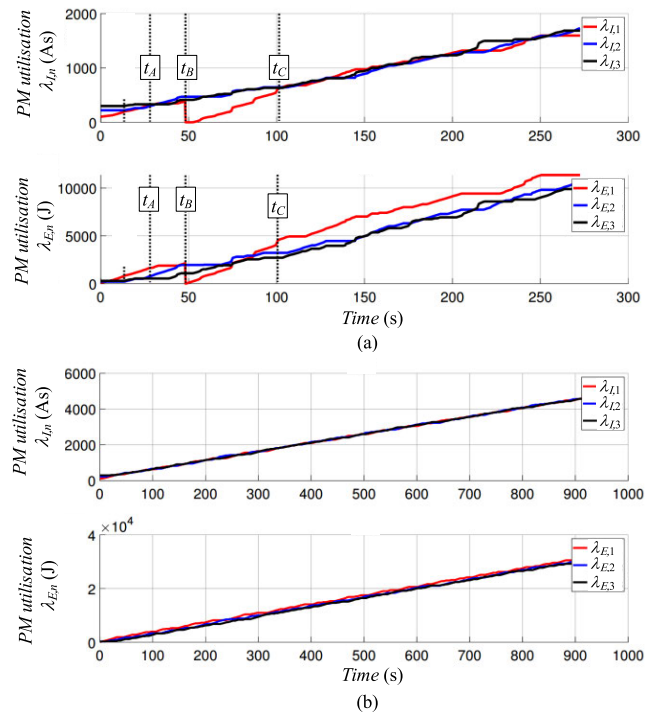 PM utilisation
λI,n (As)
2000
1000
0
tA
tB
tC
λI,1
λI,2
λI,3
0 50 100 150 200 250 300
PM utilisation
λE,n (J)
10000
5000
0
tA
tB
tC
λE,1
λE,2
λE,3
0 50 100 150 200 250 300
Time (s)
(a)
PM utilisation
λI,n (As)
6000
4000
2000
0
λI,1
λI,2
λI,3
0 100 200 300 400 500 600 700 800 900 1000
PM utilisation
λE,n (J)
× 10^4
4
2
0
λE,1
λE,2
λE,3
0 100 200 300 400 500 600 700 800 900 1000
Time (s)
(b)